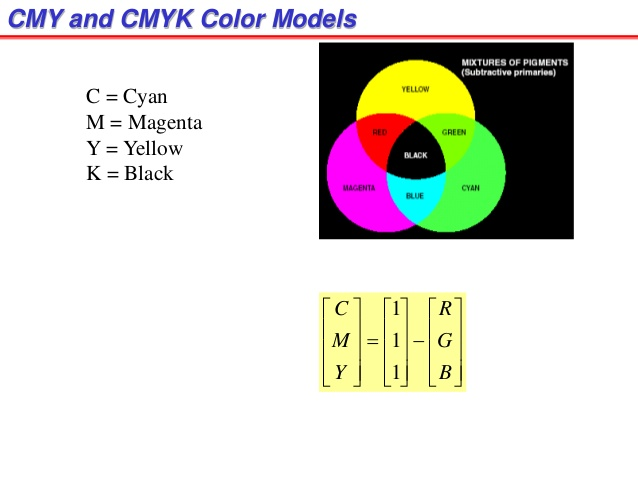 CMY and CMYK Color Models
C = Cyan
M = Magenta
Y = Yellow
K = Black
MIXTURES OF PIGMENTS
(Subtractive primaries)
YELLOW
RED GREEN
BLACK
MAGENTA CYAN
BLUE
C 1 R
M = 1 − G
Y 1 B